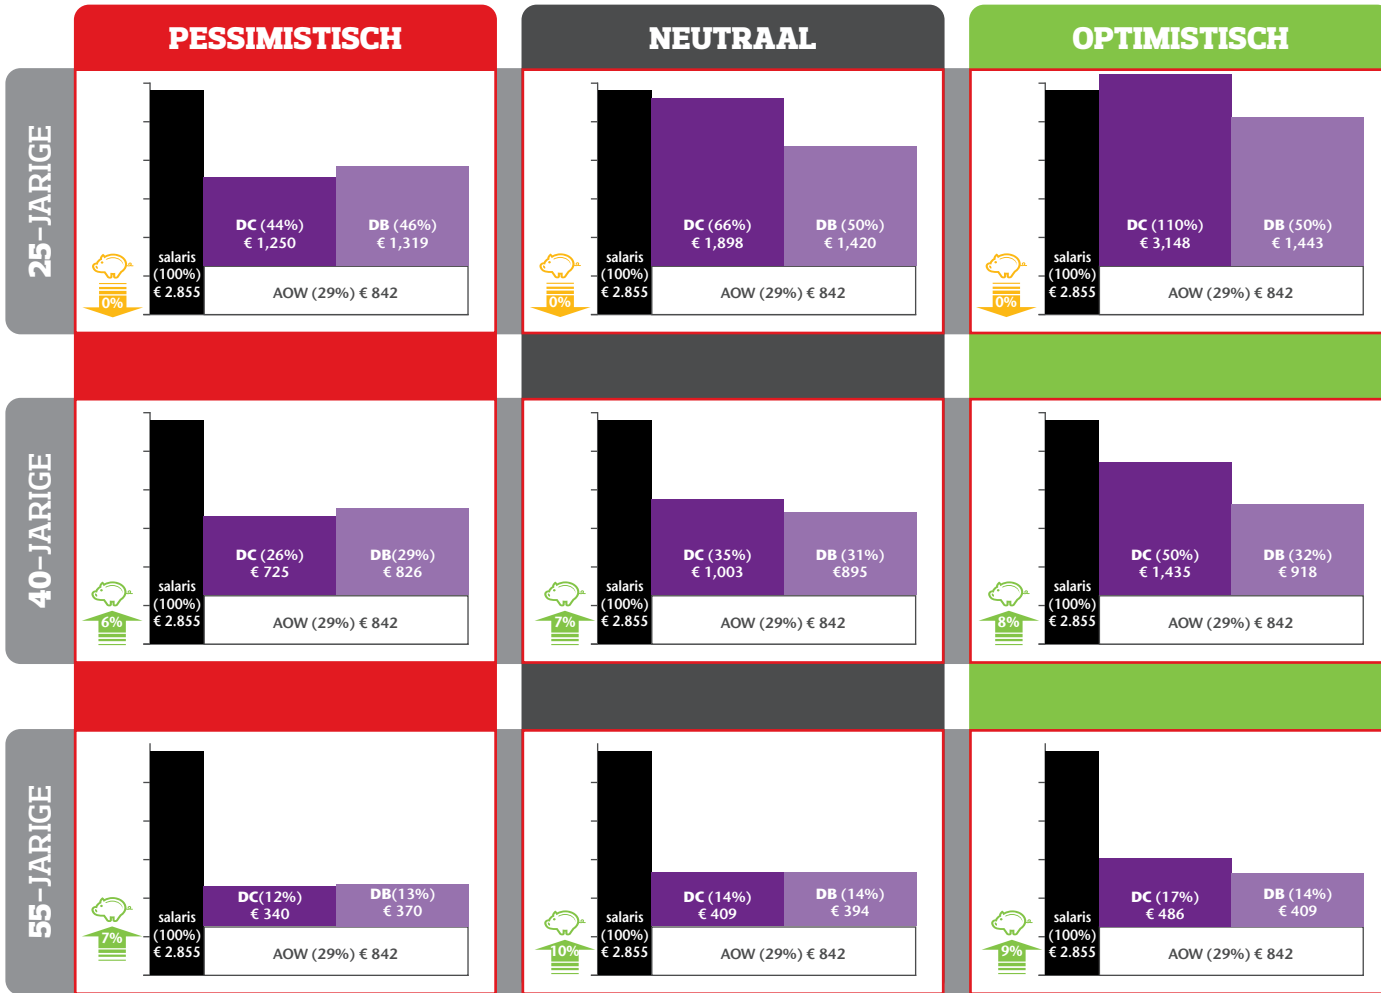 PESSIMISTISCH
NEUTRAAL
OPTIMISTISCH
25-JARIGE
0%
salaris
(100%)
€ 2.855
DC (44%)
€ 1,250
DB (46%)
€ 1,319
AOW (29%) € 842
0%
salaris
(100%)
€ 2.855
DC (66%)
€ 1,898
DB (50%)
€ 1,420
AOW (29%) € 842
0%
salaris
(100%)
€ 2.855
DC (110%)
€ 3,148
DB (50%)
€ 1,443
AOW (29%) € 842
40-JARIGE
6%
salaris
(100%)
€ 2.855
DC (26%)
€ 725
DB(29%)
€ 826
AOW (29%) € 842
7%
salaris
(100%)
€ 2.855
DC (35%)
€ 1,003
DB (31%)
€895
AOW (29%) € 842
8%
salaris
(100%)
€ 2.855
DC (50%)
€ 1,435
DB (32%)
€ 918
AOW (29%) € 842
55-JARIGE
7%
salaris
(100%)
€ 2.855
DC(12%)
€ 340
DB(13%)
€ 370
AOW (29%) € 842
10%
salaris
(100%)
€ 2.855
DC (14%)
€ 409
DB (14%)
€ 394
AOW (29%) € 842
9%
salaris
(100%)
€ 2.855
DC (17%)
€ 486
DB (14%)
€ 409
AOW (29%) € 842